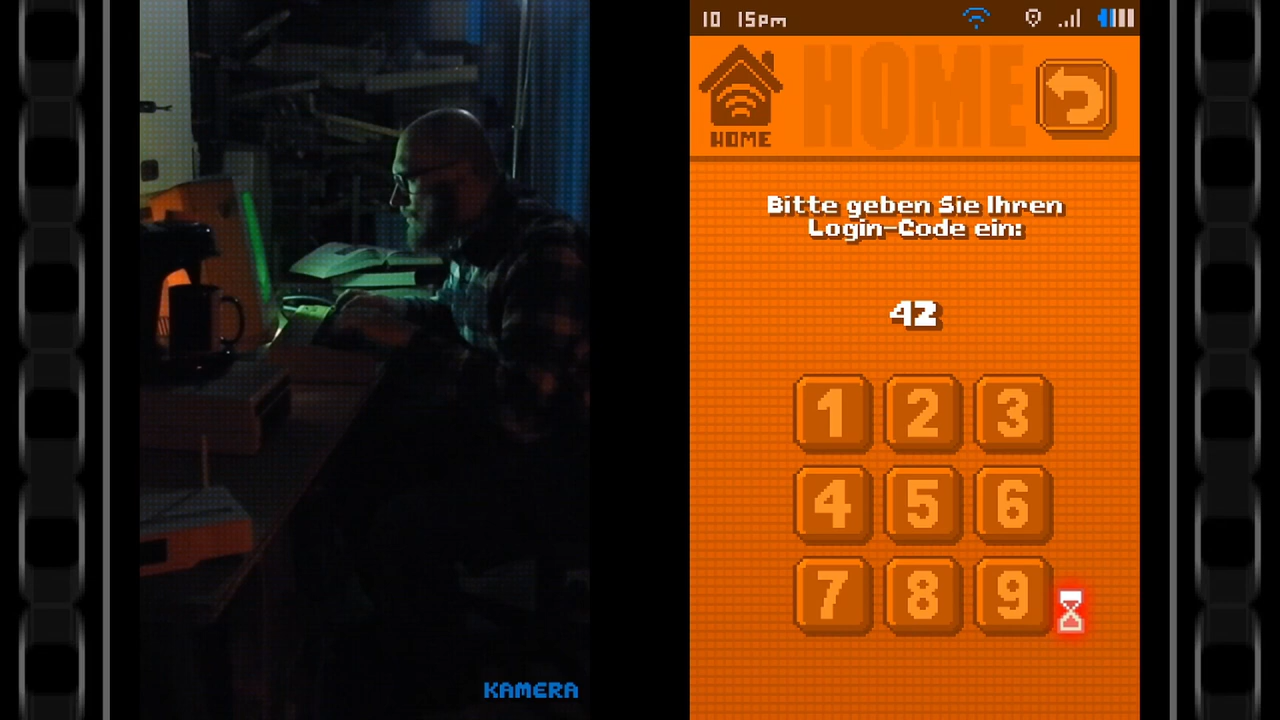 KAMERA
10 15pm
HOME
HOME
Bitte geben Sie Ihren
Login-Code ein:
42
1 2 3
4 5 6
7 8 9